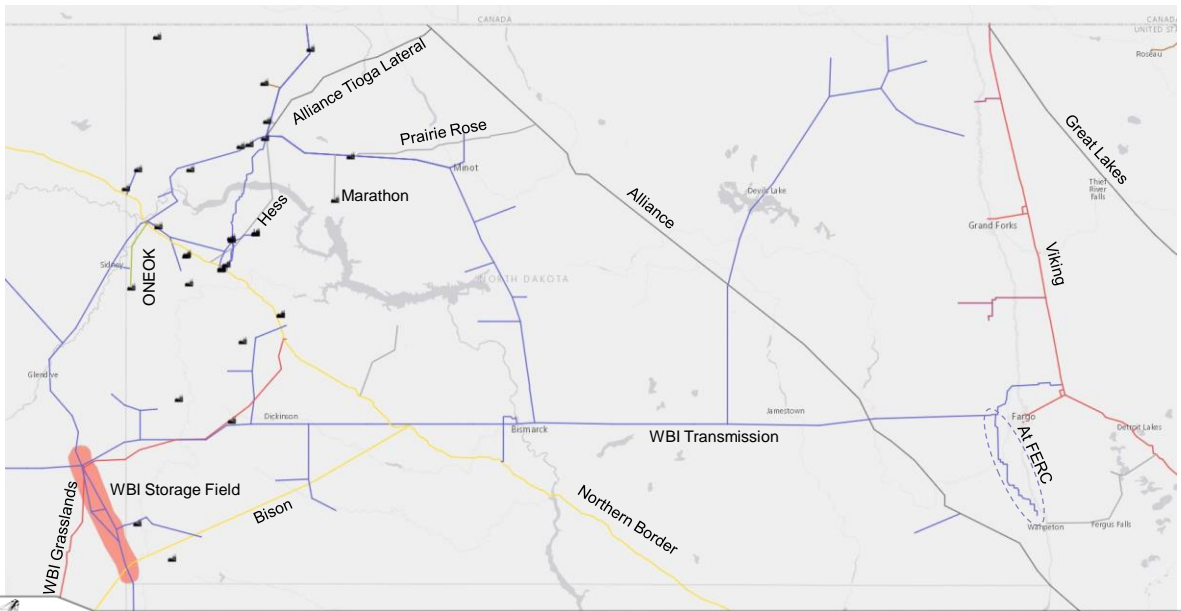 CANADA
CANADA
UNITED STA
Roseau
Alliance Tioga Lateral
Prairie Rose
Great Lakes
Minot
Marathon
Hess
Alliance
Devils Lake
Thief
River
Falls
Grand Forks
Viking
Sidney
ONEOK
NORTH DAKOTA
Glendive
Dickinson
Bismarck
WBI Transmission
Jamestown
Fargo
At FERC
Detroit Lakes
WBI Storage Field
WBI Grasslands
Bison
Northern Border
Wahpeton
Fergus Falls